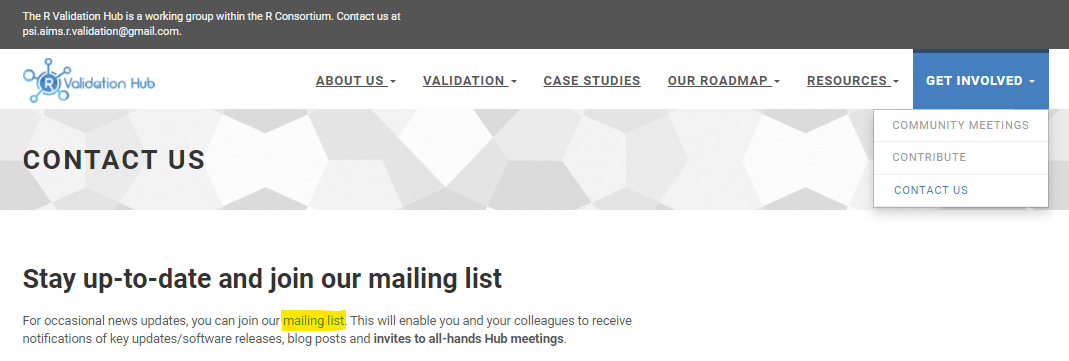 The R Validation Hub is a working group within the R Consortium. Contact us at
psi.aims.r.validation@gmail.com.
R Validation Hub
ABOUT US
VALIDATION
CASE STUDIES
OUR ROADMAP
RESOURCES
GET INVOLVED
COMMUNITY MEETINGS
CONTRIBUTE
CONTACT US
CONTACT US
Stay up-to-date and join our mailing list
For occasional news updates, you can join our mailing list. This will enable you and your colleagues to receive
notifications of key updates/software releases, blog posts and invites to all-hands Hub meetings.